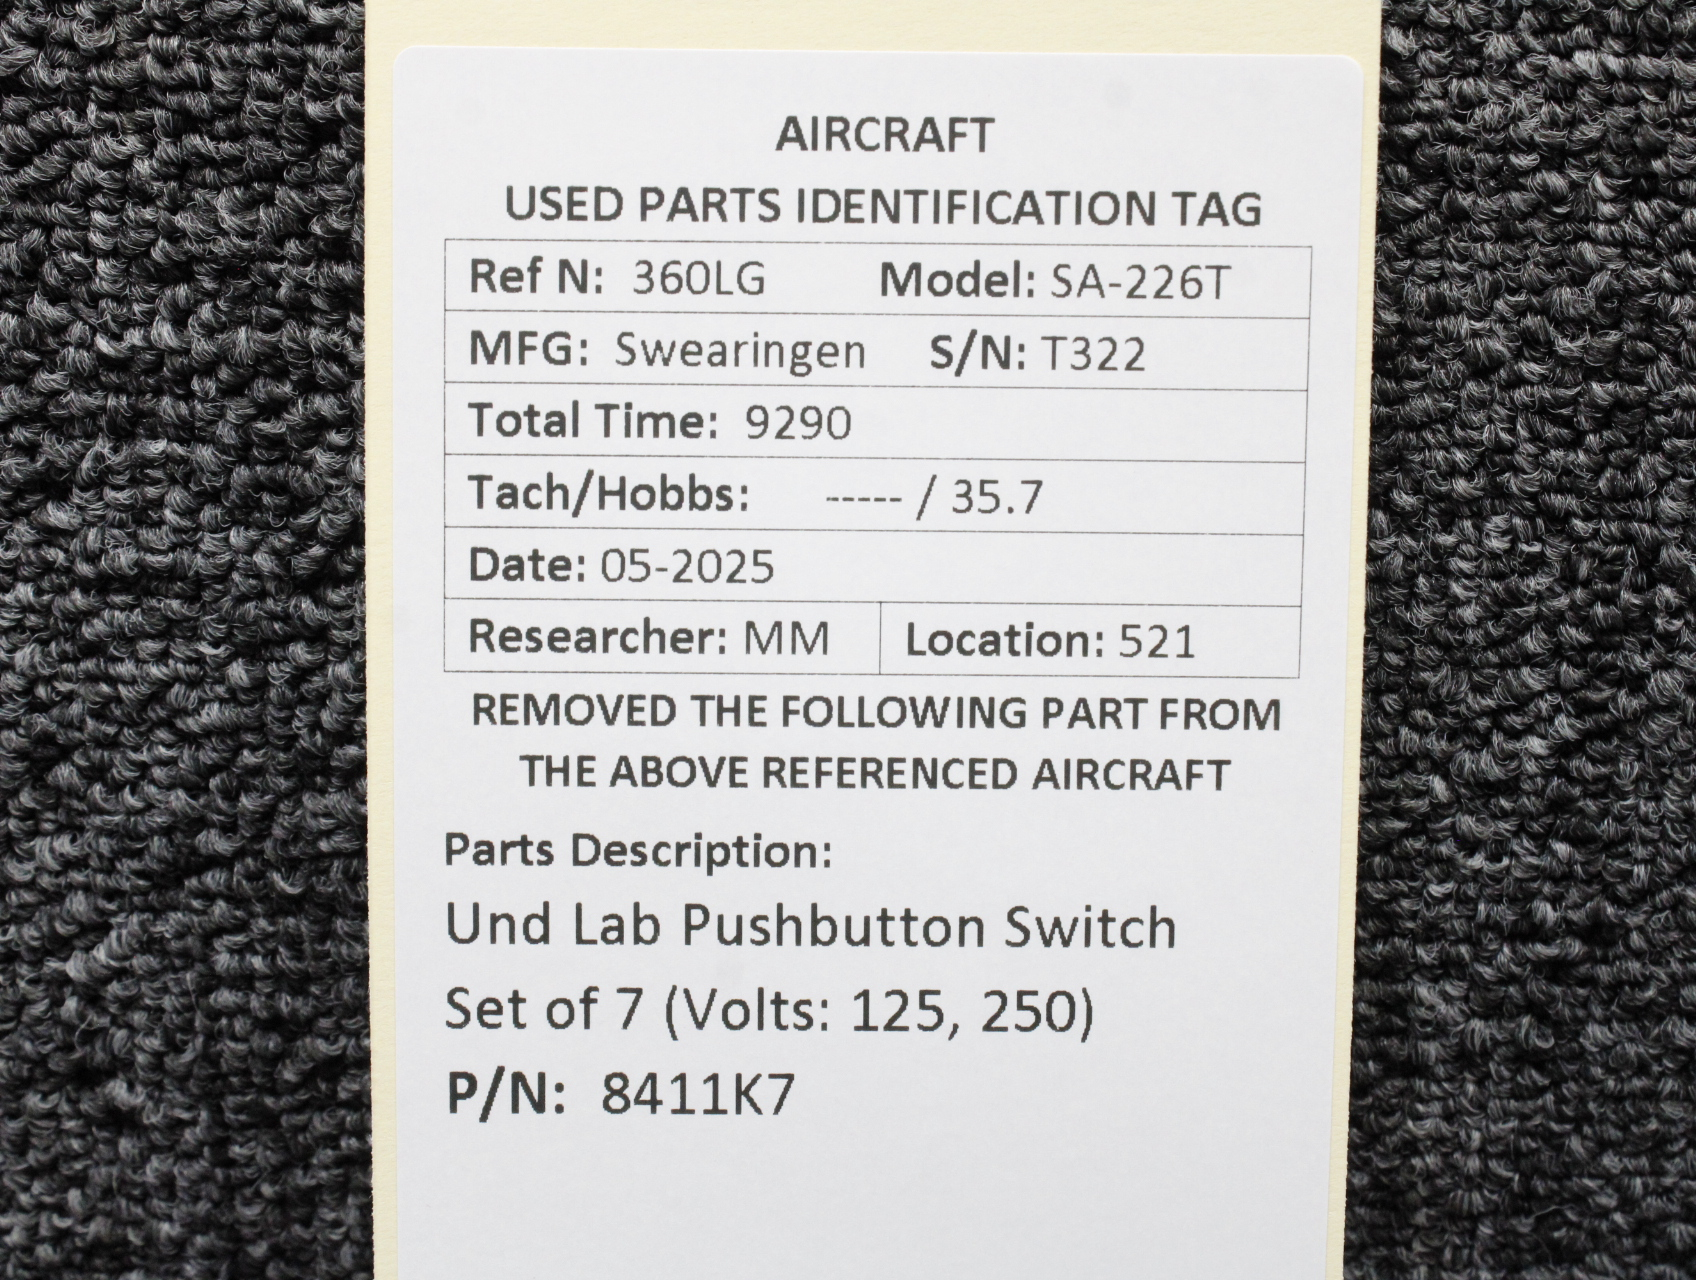 AIRCRAFT
USED PARTS IDENTIFICATION TAG
Ref N: 360LG Model: SA-226T
MFG: Swearingen S/N: T322
Total Time: 9290
Tach/Hobbs: ----- / 35.7
Date: 05-2025
Researcher: MM Location: 521
REMOVED THE FOLLOWING PART FROM
THE ABOVE REFERENCED AIRCRAFT
Parts Description:
Und Lab Pushbutton Switch
Set of 7 (Volts: 125, 250)
P/N: 8411K7